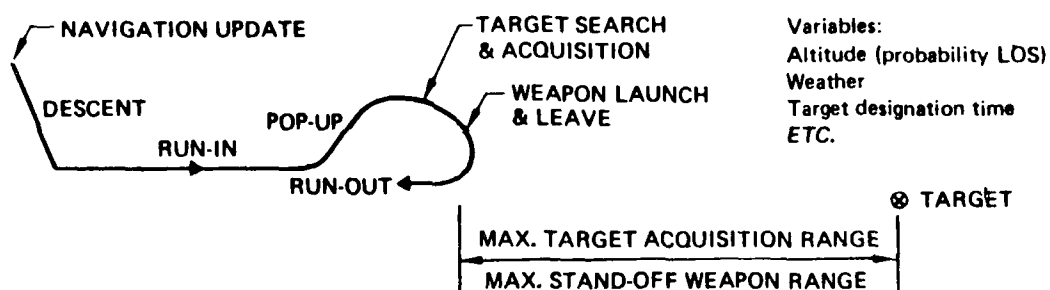 NAVIGATION UPDATE
DESCENT
RUN-IN
POP-UP
TARGET SEARCH
& ACQUISITION
WEAPON LAUNCH
& LEAVE
RUN-OUT
Variables:
Altitude (probability LOS)
Weather
Target designation time
ETC.
TARGET
MAX. TARGET ACQUISITION RANGE
MAX. STAND-OFF WEAPON RANGE